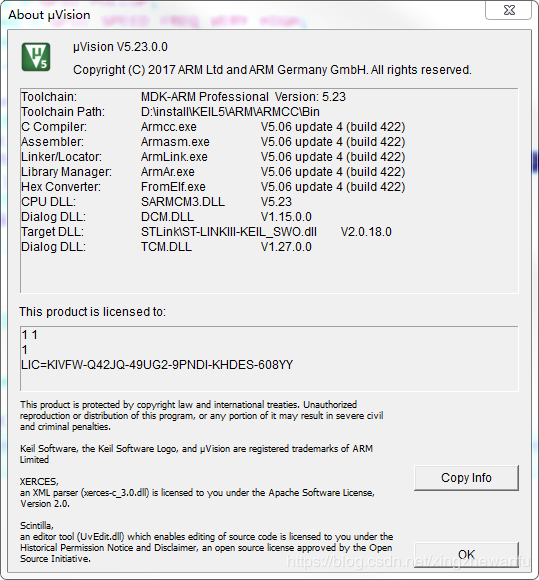 About µVision
µVision V5.23.0.0
Copyright (C) 2017 ARM Ltd and ARM Germany GmbH. All rights reserved.
Toolchain: MDK-ARM Professional Version: 5.23
Toolchain Path: D:\install\KEIL5\ARM\ARMCC\Bin
C Compiler: Armcc.exe V5.06 update 4 (build 422)
Assembler: Armasm.exe V5.06 update 4 (build 422)
Linker/Locator: ArmLink.exe V5.06 update 4 (build 422)
Library Manager: ArmAr.exe V5.06 update 4 (build 422)
Hex Converter: FromElf.exe V5.06 update 4 (build 422)
CPU DLL: SARMCM3.DLL V5.23
Dialog DLL: DCM.DLL V1.15.0.0
Target DLL: STLink\ST-LINKIII-KEIL_SWO.dll V2.0.18.0
Dialog DLL: TCM.DLL V1.27.0.0
This product is licensed to:
1 1
1
LIC=KIVFW-Q42JQ-49UG2-9PNDI-KHDES-608YY
This product is protected by copyright law and international treaties. Unauthorized
reproduction or distribution of this program, or any portion of it may result in severe civil
and criminal penalties.
Keil Software, the Keil Software Logo, and µVision are registered trademarks of ARM
Limited
XERCES,
an XML parser (xerces-c_3.0.dll) is licensed to you under the Apache Software License,
Version 2.0.
Scintilla,
an editor tool (UvEdit.dll) which enables editing of source code is licensed to you under the
Historical Permission Notice and Disclaimer, an open source license approved by the Open
Source Initiative.
Copy Info
OK